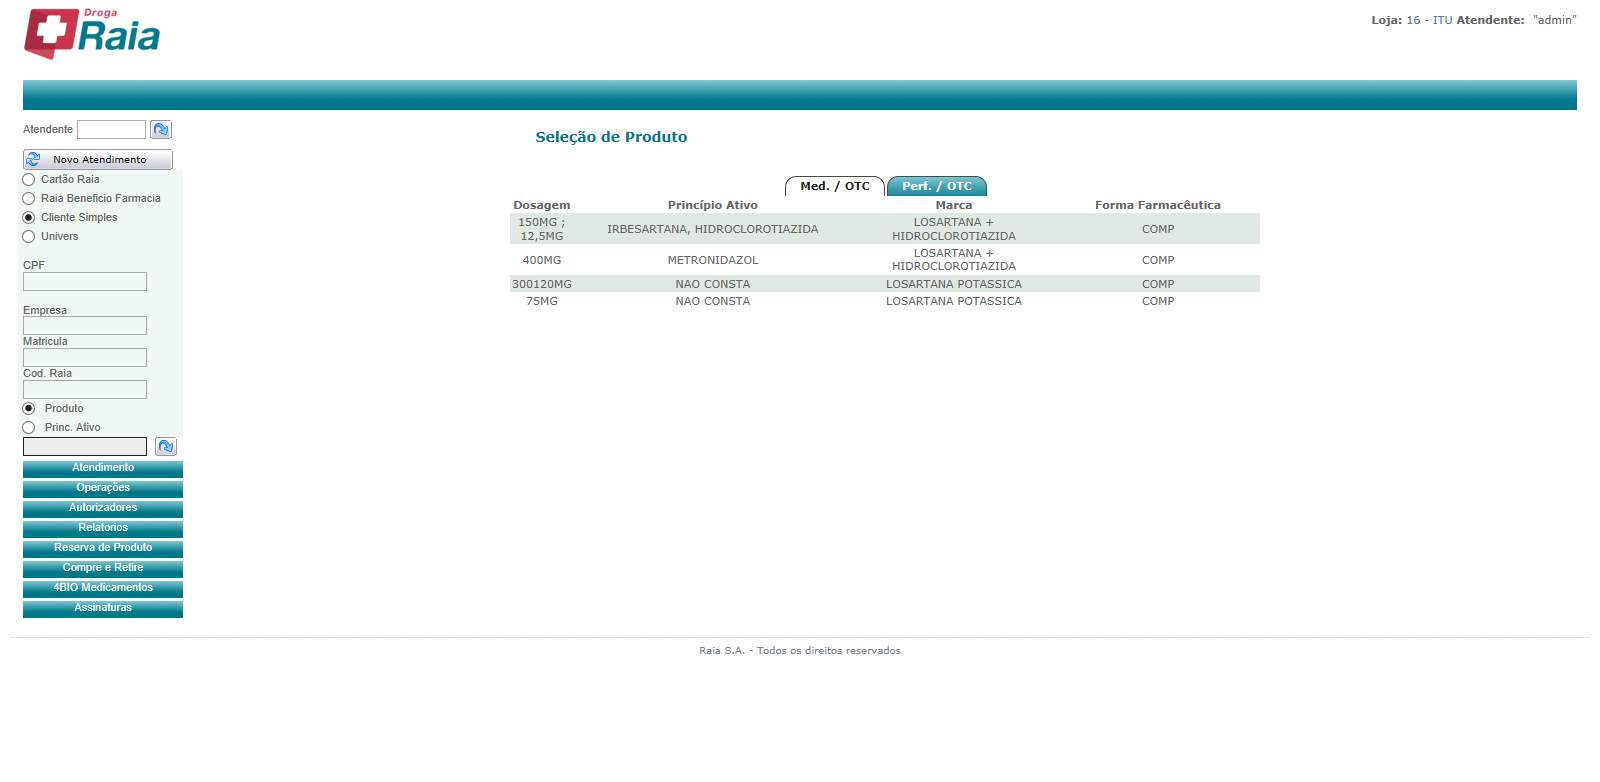 Droga
Raia
Loja: 16 - ITU Atendente: "admin"
Atendente
Novo Atendimento
Cartão Raia
Raia Beneficio Farmacia
Cliente Simples
Univers
CPF
Empresa
Matricula
Cod. Raia
Produto
Princ. Ativo
Atendimento
Operações
Autorizadores
Relatorios
Reserva de Produto
Compre e Retire
4BIO Medicamentos
Assinaturas
Seleção de Produto
Med. / OTC Perf. / OTC
Dosagem Princípio Ativo Marca Forma Farmacêutica
150MG ; 12,5MG IRBESARTANA, HIDROCLOROTIAZIDA LOSARTANA + HIDROCLOROTIAZIDA COMP
400MG METRONIDAZOL LOSARTANA + HIDROCLOROTIAZIDA COMP
300120MG NAO CONSTA LOSARTANA POTASSICA COMP
75MG NAO CONSTA LOSARTANA POTASSICA COMP
Raia S.A. - Todos os direitos reservados